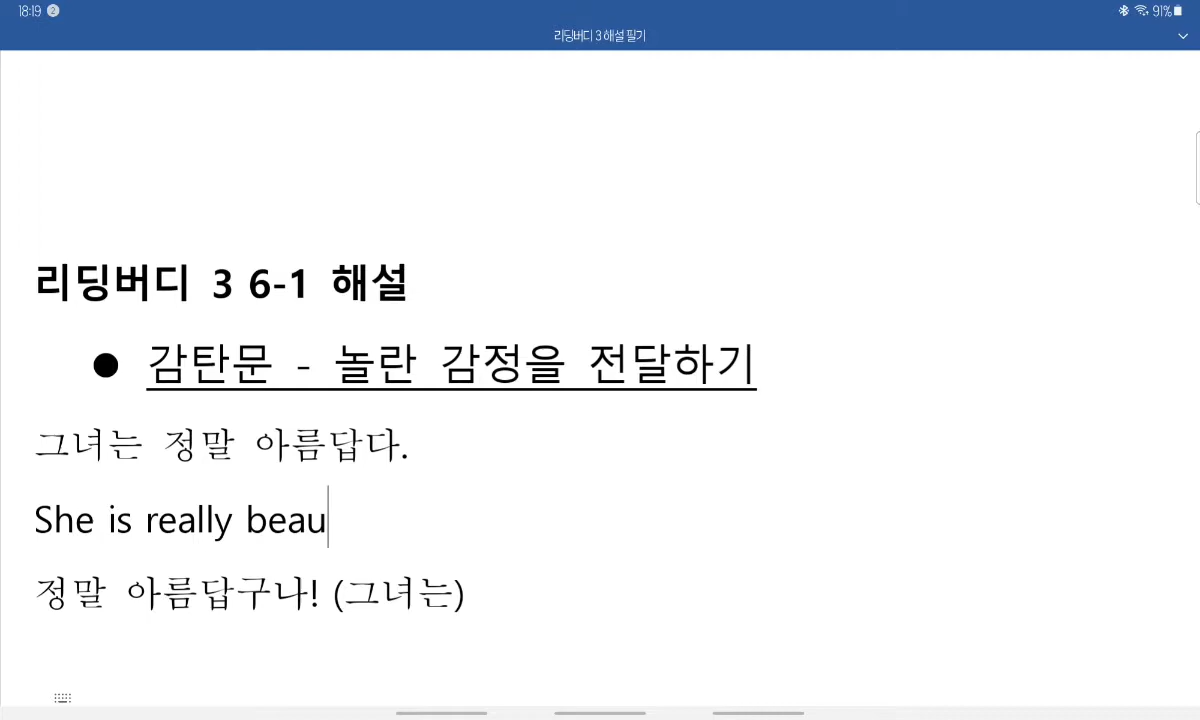 18:19 2 91%
리딩버디 3 해설 필기
리딩버디 3 6-1 해설
● 감탄문 - 놀란 감정을 전달하기
그녀는 정말 아름답다.
She is really beau
정말 아름답구나! (그녀는)